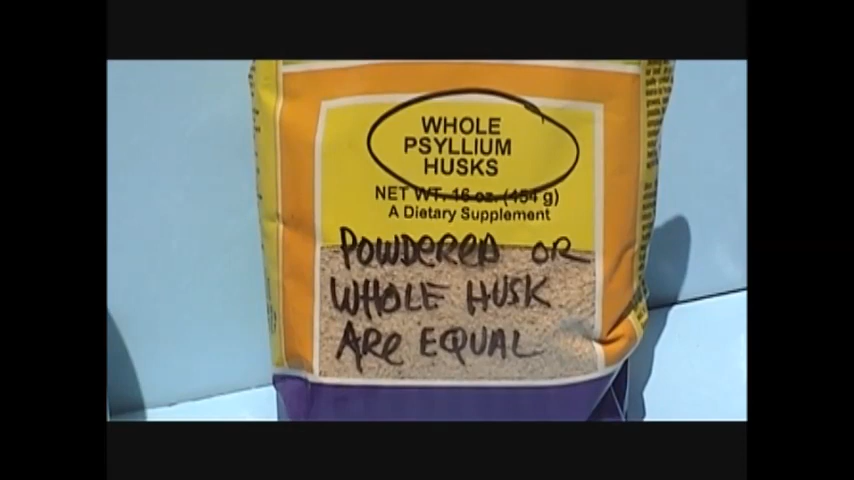 WHOLE
PSYLLIUM
HUSKS
NET WT. 16 oz. (454 g)
A Dietary Supplement
POWDEReD OR
WHOLE HUSK
ARe EQUAL